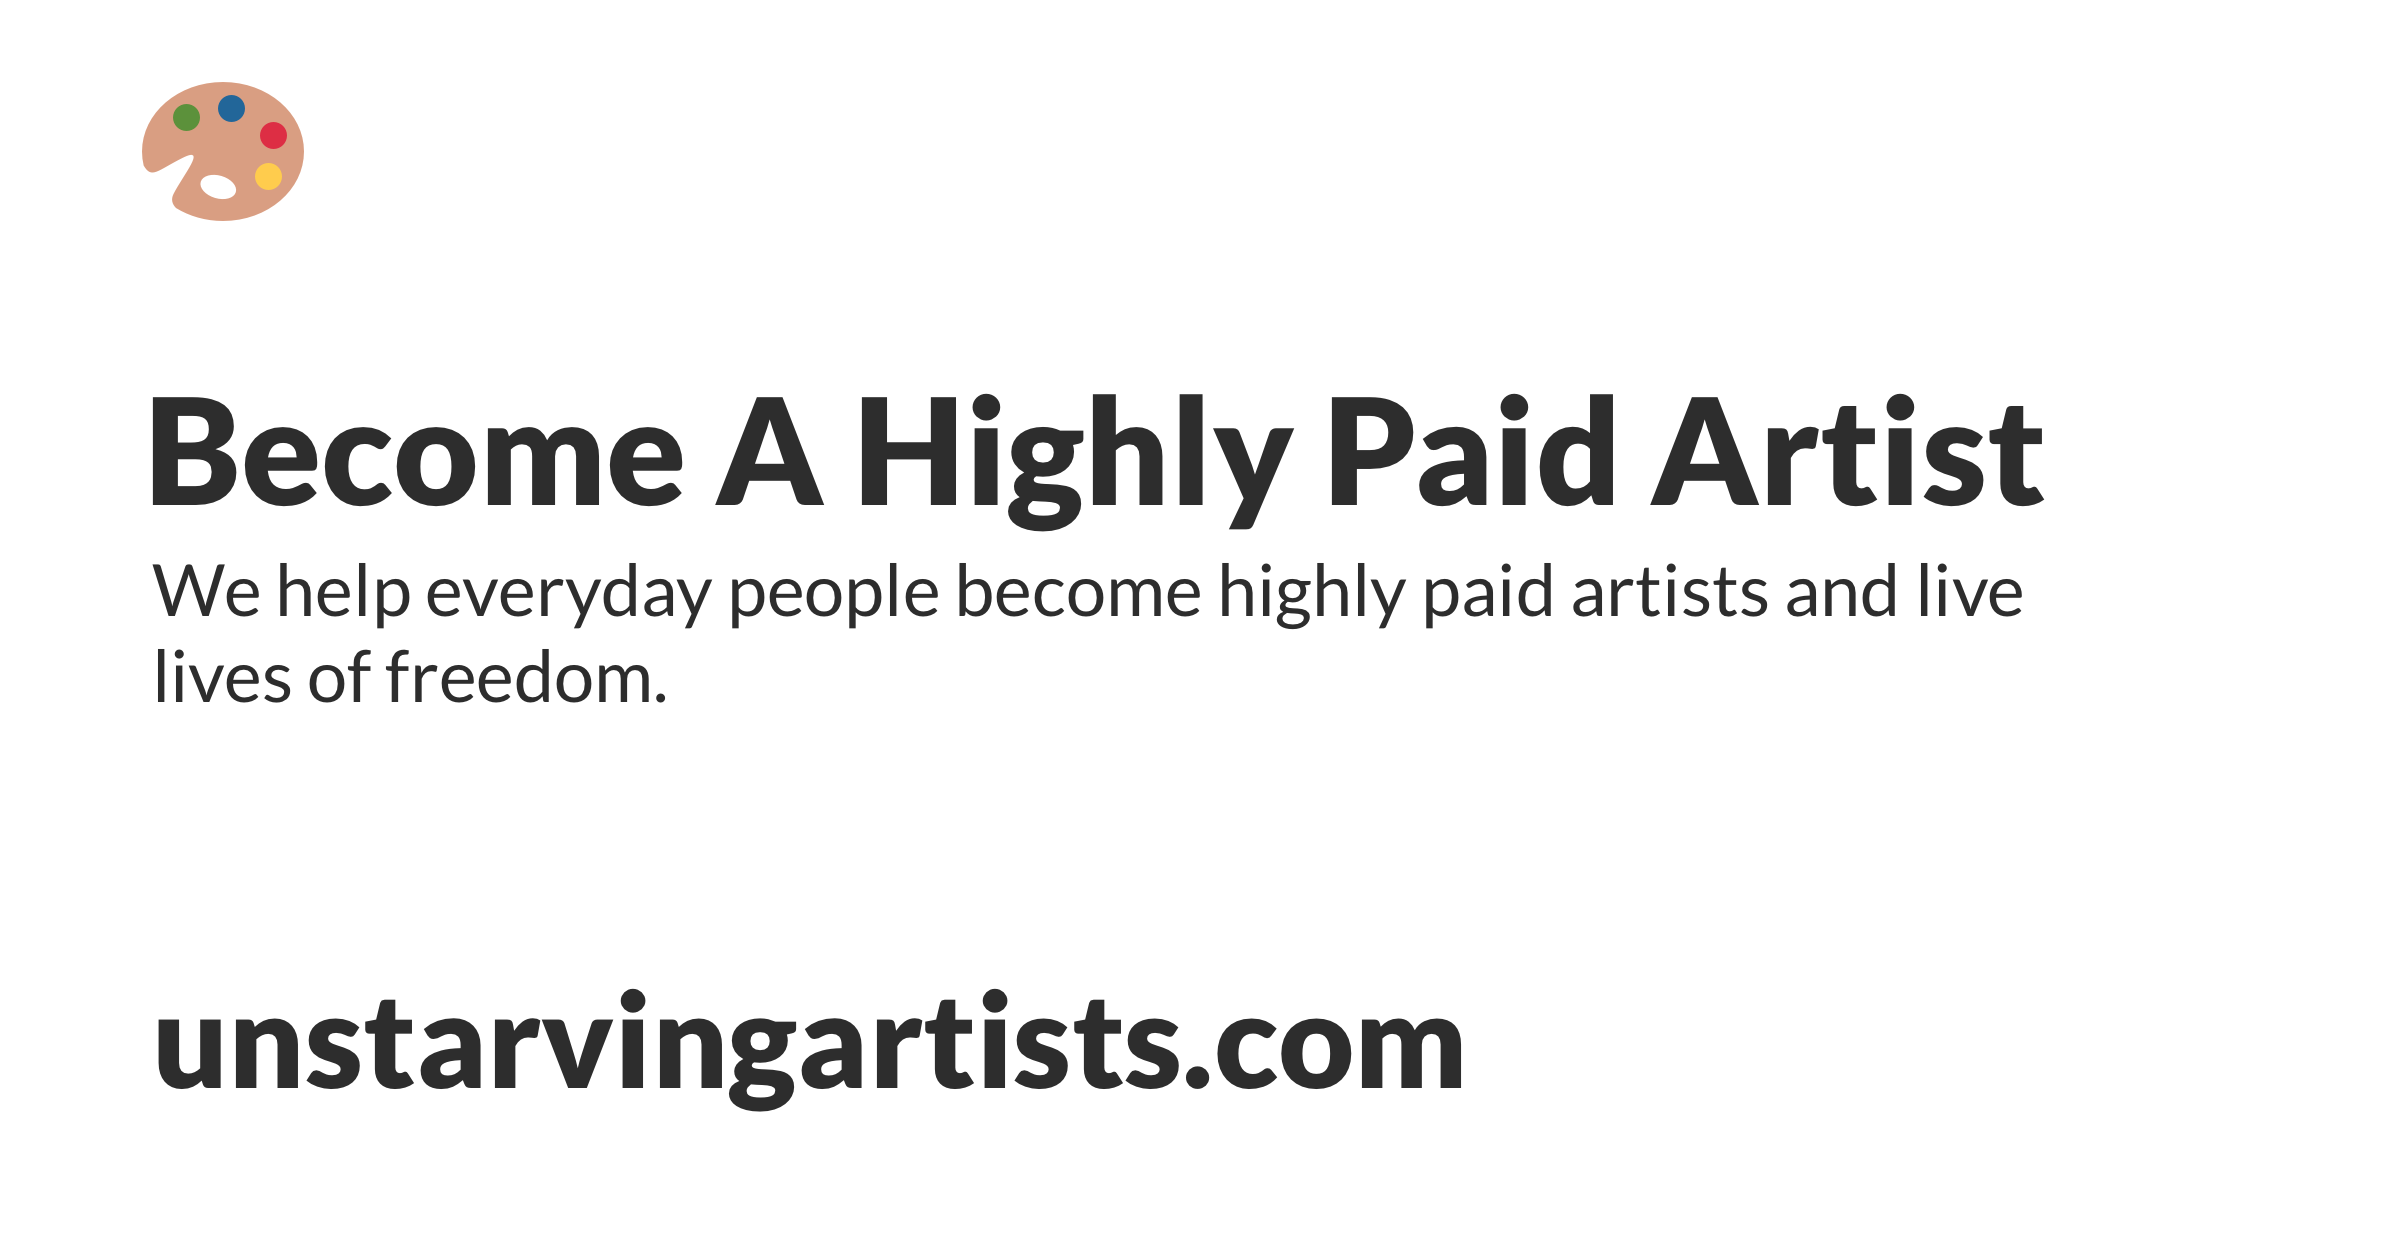 Become A Highly Paid Artist
We help everyday people become highly paid artists and live
lives of freedom.
unstarvingartists.com